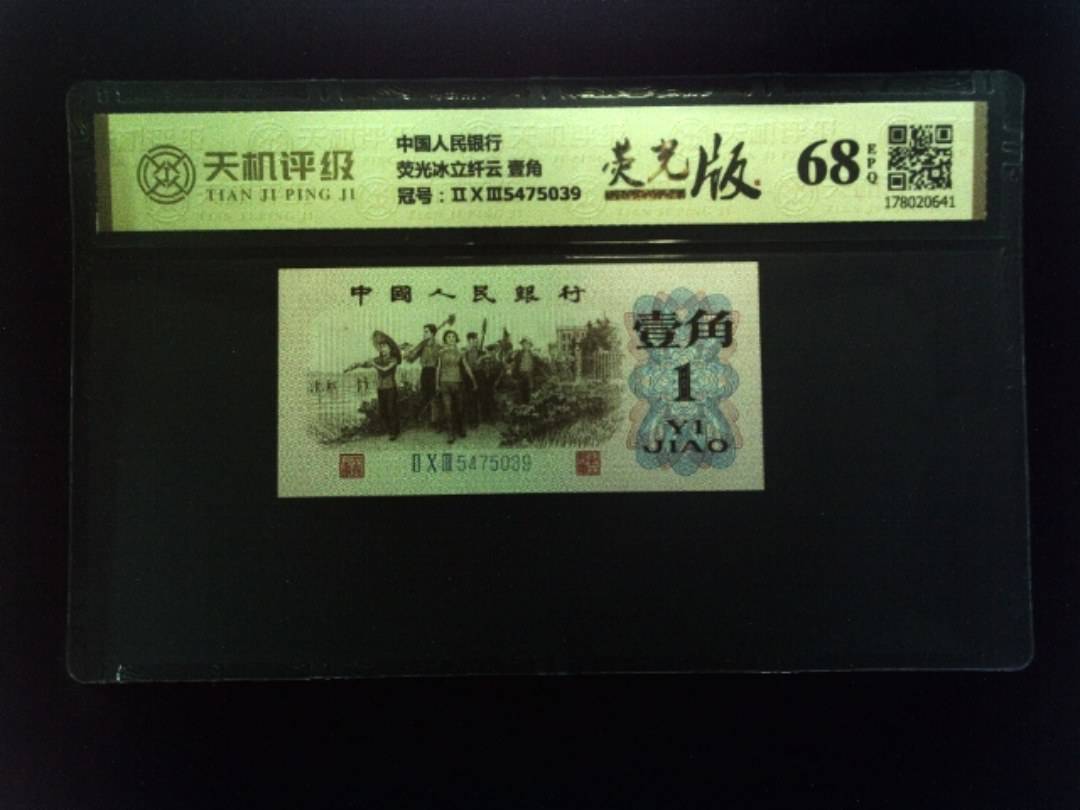 天机评级
TIAN JI PING JI
中国人民银行
荧光冰立纤云 壹角
冠号：ⅡⅩⅢ5475039
荧光版
68
EPQ
178020641
中國人民銀行
壹角
1
YI
JIAO
ⅡⅩⅢ5475039